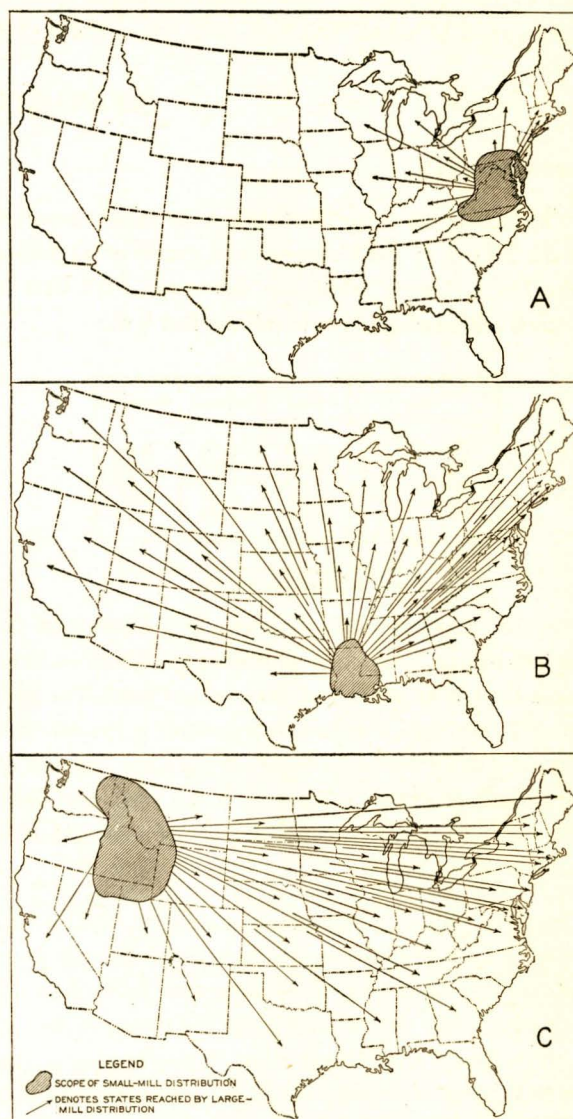 A
B
C
LEGEND
SCOPE OF SMALL-MILL DISTRIBUTION
DENOTES STATES REACHED BY LARGE-
MILL DISTRIBUTION